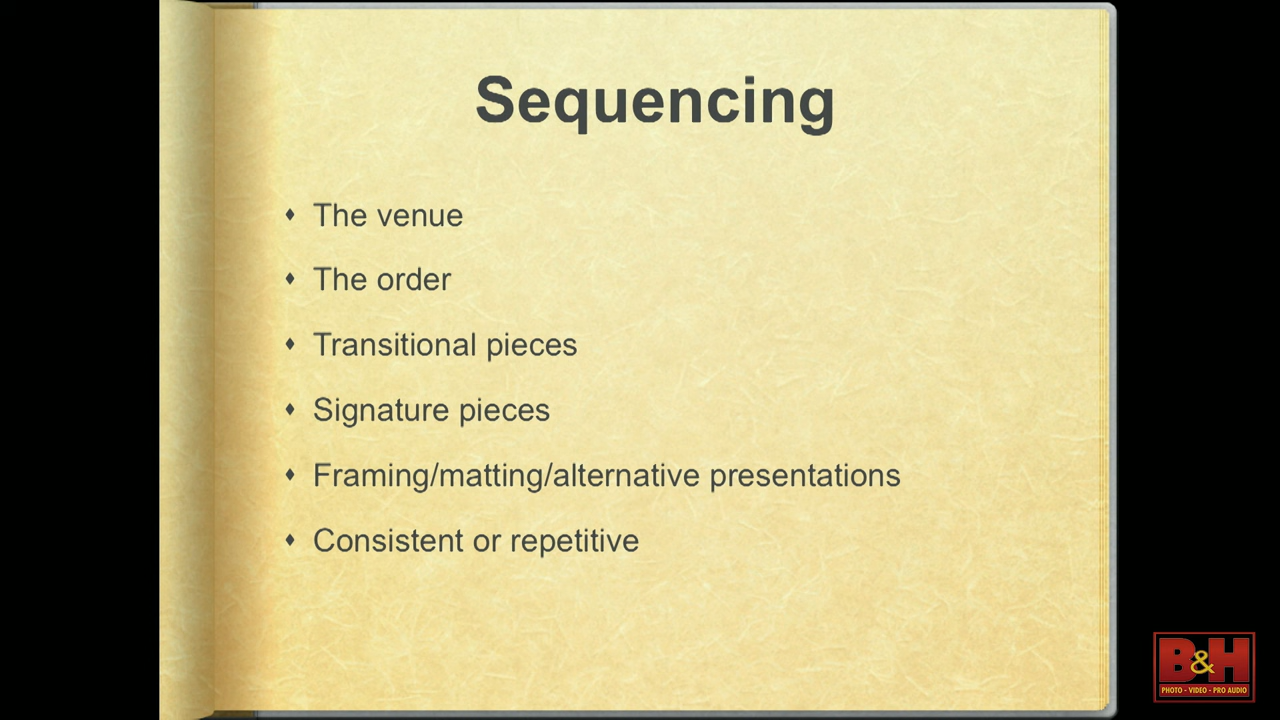 Sequencing
The venue
The order
Transitional pieces
Signature pieces
Framing/matting/alternative presentations
Consistent or repetitive
B&H
PHOTO - VIDEO - PRO AUDIO